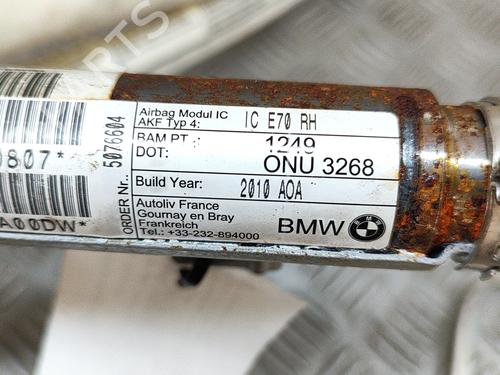 Airbag Modul IC
AKF Typ 4: IC E70 RH
BAM PT.: 1249
DOT: ONU 3268
Build Year: 2010 AOA
Autoliv France
Gournay en Bray
Frankreich
Tel.: +33-232-894000
BMW
ORDER Nr.: 5076604
0807*
A00DW*
PARTS